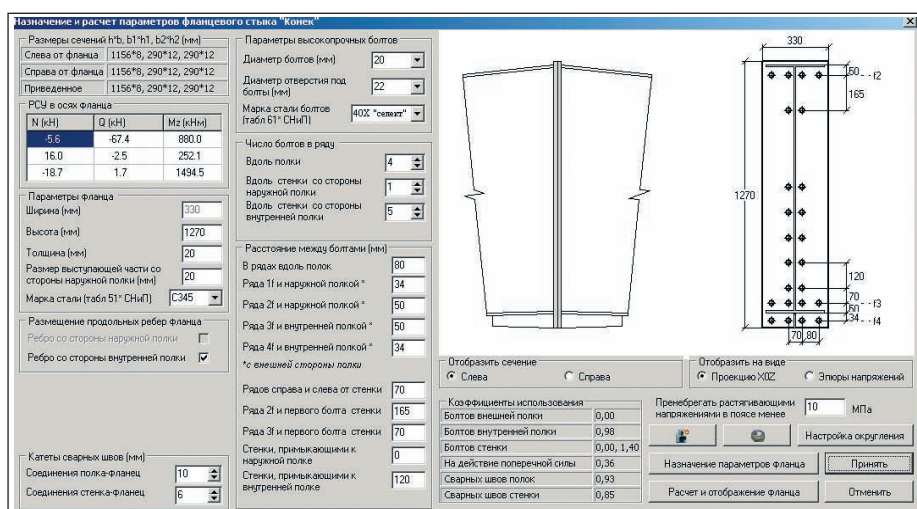 Назначение и расчет параметров фланцевого стыка "Конек"
Размеры сечений h*b, b1*h1, b2*h2 (мм)
Слева от фланца 1156*8, 290*12, 290*12
Справа от фланца 1156*8, 290*12, 290*12
Приведенное 1156*8, 290*12, 290*12
РСУ в осях фланца
N (кН) Q (кН) Mz (кНм)
-5.6 -67.4 880.0
16.0 -2.5 252.1
-18.7 1.7 1494.5
Параметры фланца
Ширина (мм) 330
Высота (мм) 1270
Толщина (мм) 20
Размер выступающей части со
стороны наружной полки (мм) 20
Марка стали (табл 51* СНиП) С345
Размещение продольных ребер фланца
Ребро со стороны наружной полки
Ребро со стороны внутренней полки
Катеты сварных швов (мм)
Соединения полка-фланец 10
Соединения стенка-фланец 6
Параметры высокопрочных болтов
Диаметр болтов (мм) 20
Диаметр отверстия под
болты (мм) 22
Марка стали болтов
(табл 61* СНиП) 40Х "селект"
Число болтов в ряду
Вдоль полки 4
Вдоль стенки со стороны
наружной полки 1
Вдоль стенки со стороны
внутренней полки 5
Расстояние между болтами (мм)
В рядах вдоль полок 80
Ряда 1f и наружной полкой * 34
Ряда 2f и наружной полкой * 50
Ряда 3f и внутренней полкой * 50
Ряда 4f и внутренней полкой * 34
*с внешней стороны полки
Рядов справа и слева от стенки 70
Ряда 2f и первого болта стенки 165
Ряда 3f и первого болта стенки 70
Стенки, примыкающими к
наружной полке 0
Стенки, примыкающими к
внутренней полке 120
330
50
f2
165
1270
120
70
f3
50
34
f4
70 80
Отобразить сечение
Слева Справа
Отобразить на виде
Проекцию X0Z Эпюры напряжений
Коэффициенты использования
Болтов внешней полки 0,00
Болтов внутренней полки 0,98
Болтов стенки 0,00, 1,40
На действие поперечной силы 0,36
Сварных швов полок 0,93
Сварных швов стенки 0,85
Пренебрегать растягивающими
напряжениями в поясе менее 10 МПа
Настройка округления
Назначение параметров фланца Принять
Расчет и отображение фланца Отменить